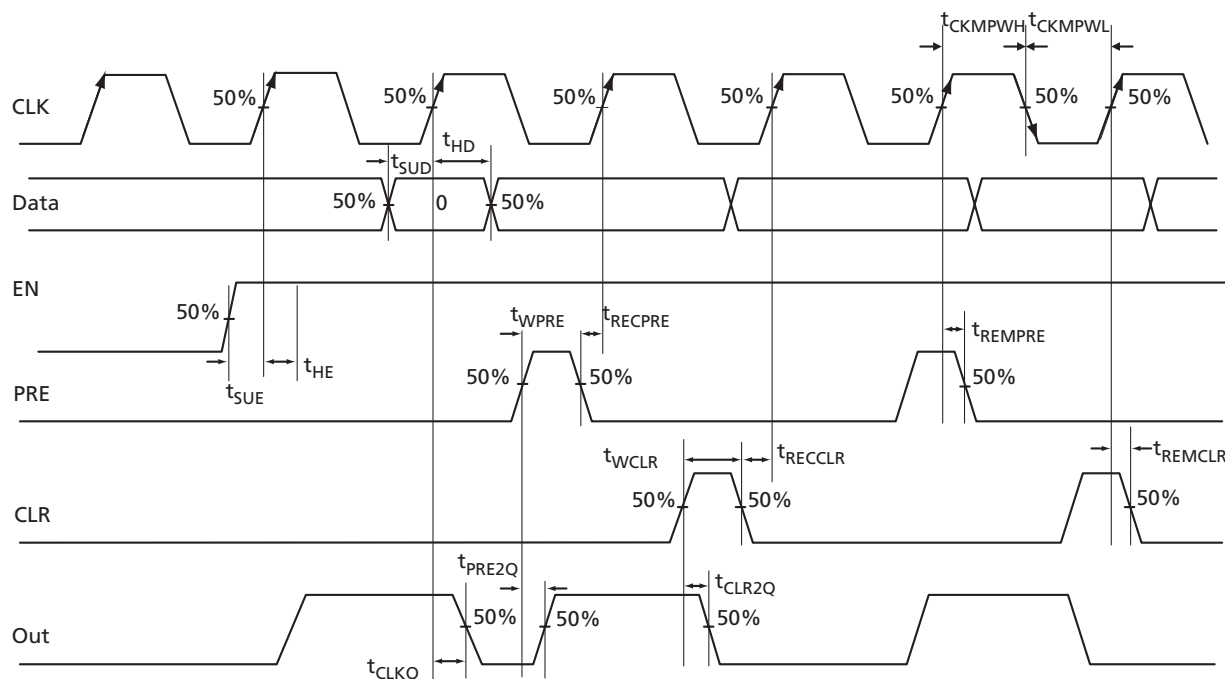 tCKMPWH tCKMPWL
CLK
50% 50% 50% 50% 50% 50% 50%
tSUD tHD
Data
50% 0 50%
EN
50%
tSUE tHE
tWPRE tRECPRE
tREMPRE
PRE
50% 50% 50%
tWCLR tRECCLR
tREMCLR
CLR
50% 50% 50%
tPRE2Q
tCLR2Q
Out
50% 50% 50%
tCLKQ